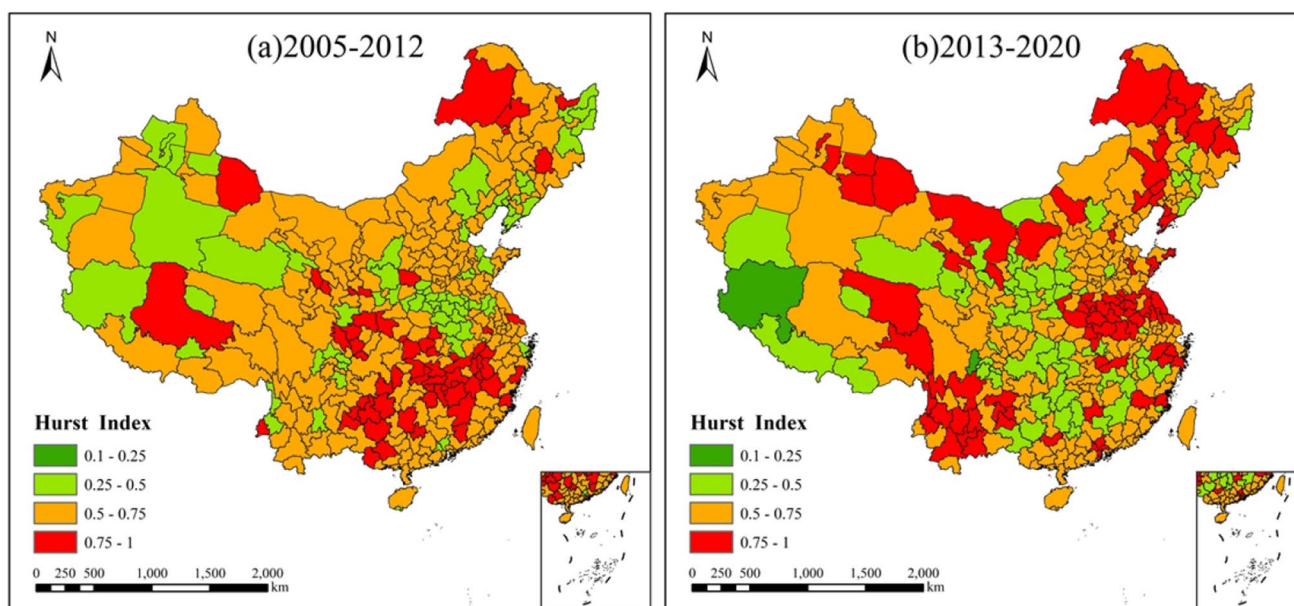 N
(a)2005-2012
Hurst Index
0.1 - 0.25
0.25 - 0.5
0.5 - 0.75
0.75 - 1
0 250 500 1,000 1,500 2,000
km
N
(b)2013-2020
Hurst Index
0.1 - 0.25
0.25 - 0.5
0.5 - 0.75
0.75 - 1
0 250 500 1,000 1,500 2,000
km